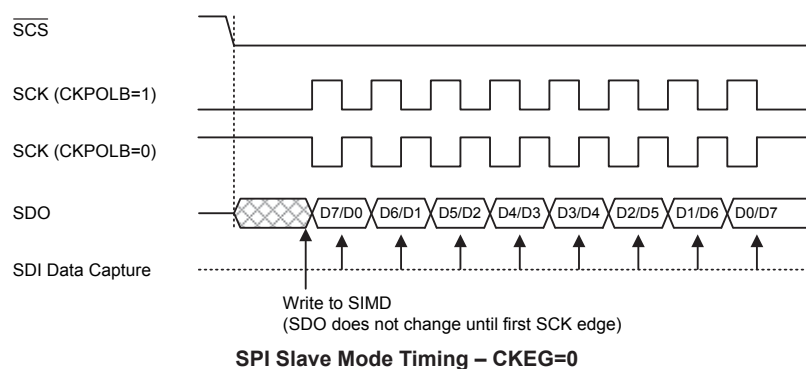 SCS
SCK (CKPOLB=1)
SCK (CKPOLB=0)
SDO
D7/D0 D6/D1 D5/D2 D4/D3 D3/D4 D2/D5 D1/D6 D0/D7
SDI Data Capture
Write to SIMD
(SDO does not change until first SCK edge)
SPI Slave Mode Timing – CKEG=0